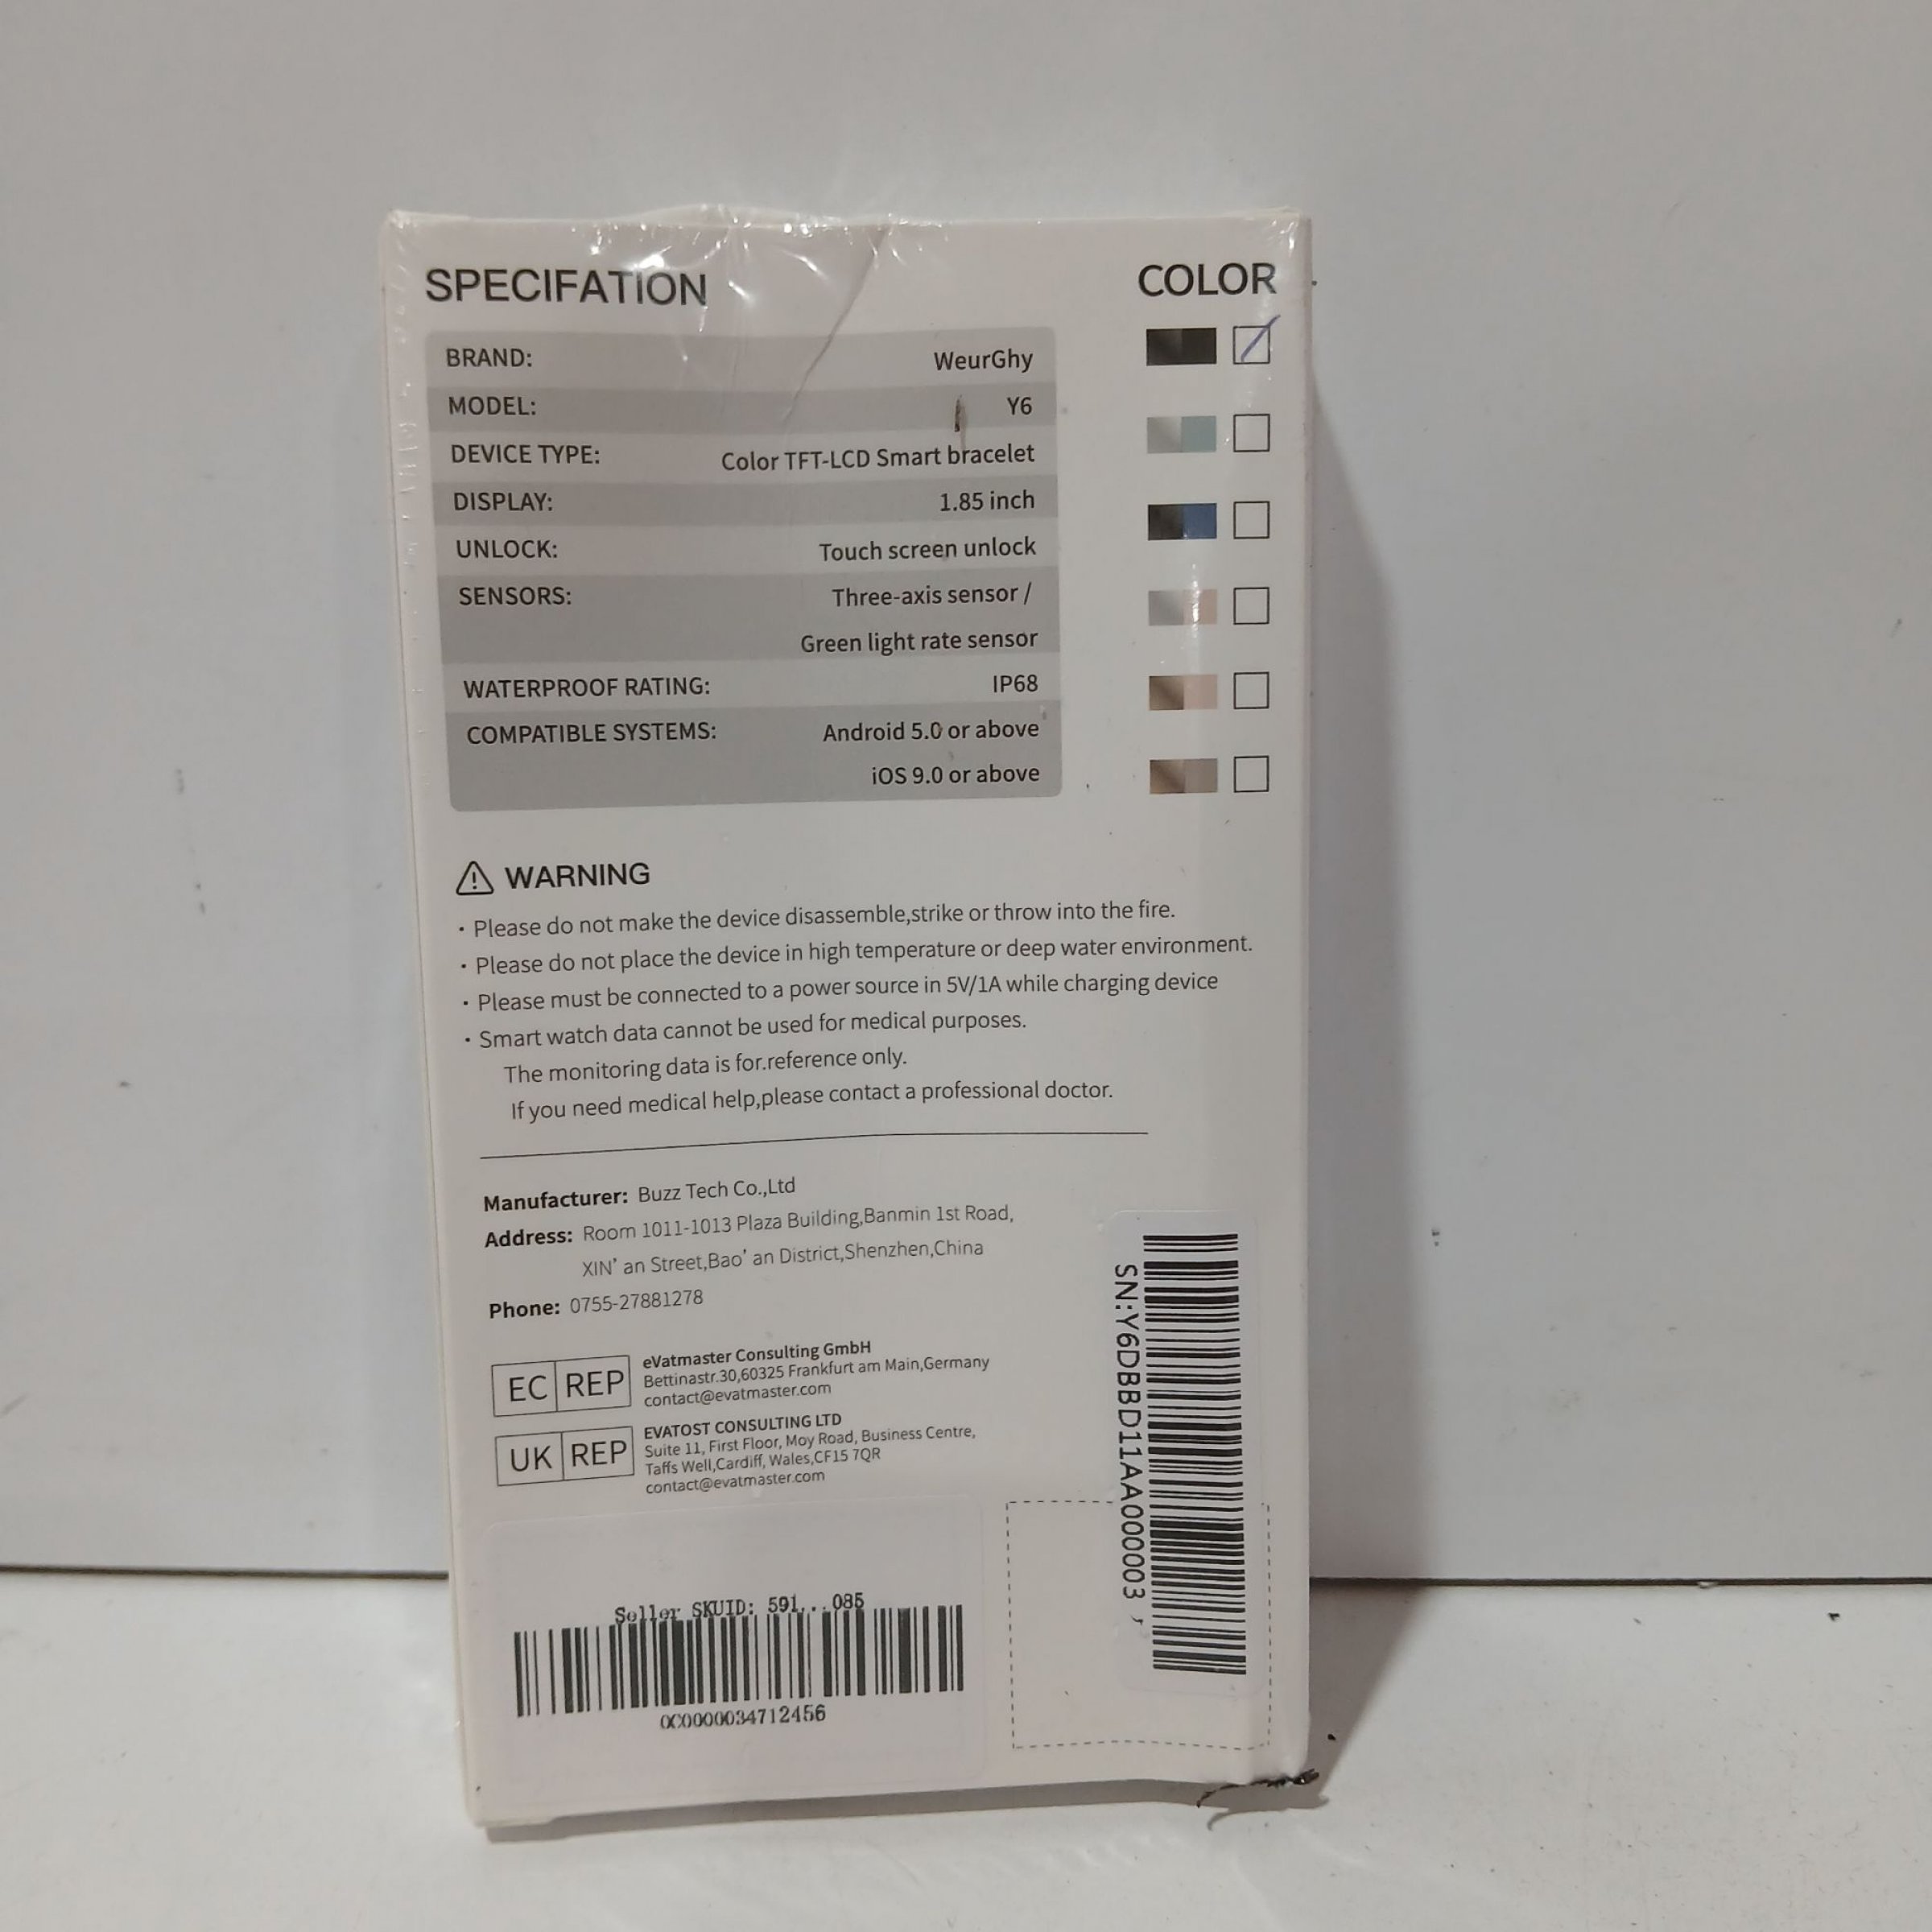 SPECIFATION
COLOR
BRAND: WeurGhy
MODEL: Y6
DEVICE TYPE: Color TFT-LCD Smart bracelet
DISPLAY: 1.85 inch
UNLOCK: Touch screen unlock
SENSORS: Three-axis sensor /
Green light rate sensor
WATERPROOF RATING: IP68
COMPATIBLE SYSTEMS: Android 5.0 or above
iOS 9.0 or above
WARNING
· Please do not make the device disassemble,strike or throw into the fire.
· Please do not place the device in high temperature or deep water environment.
· Please must be connected to a power source in 5V/1A while charging device
· Smart watch data cannot be used for medical purposes.
The monitoring data is for.reference only.
If you need medical help,please contact a professional doctor.
Manufacturer: Buzz Tech Co.,Ltd
Address: Room 1011-1013 Plaza Building,Banmin 1st Road,
XIN' an Street,Bao' an District,Shenzhen,China
Phone: 0755-27881278
EC REP
eVatmaster Consulting GmbH
Bettinastr.30,60325 Frankfurt am Main,Germany
contact@evatmaster.com
UK REP
EVATOST CONSULTING LTD
Suite 11, First Floor, Moy Road, Business Centre,
Taffs Well,Cardiff, Wales,CF15 7QR
contact@evatmaster.com
SN:Y6DBBD11AA000003 ,
Seller SKUID: 591...085
0C0000034712456